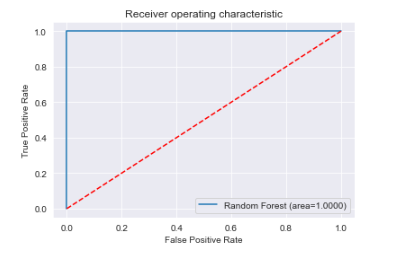 Receiver operating characteristic
1.0
0.8
0.6
0.4
0.2
0.0
True Positive Rate
Random Forest (area=1.0000)
0.0 0.2 0.4 0.6 0.8 1.0
False Positive Rate